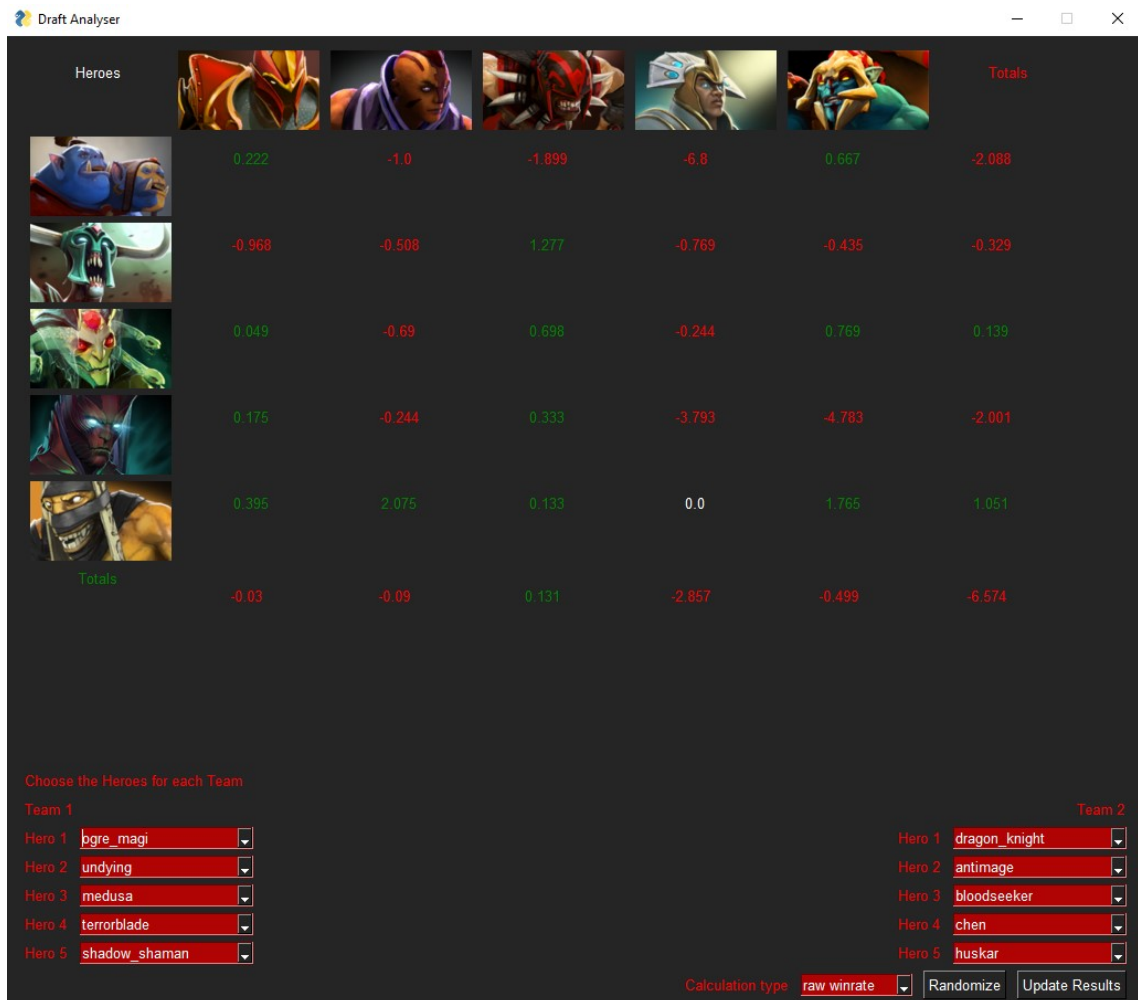 Draft Analyser
Heroes Totals
0.222 -1.0 -1.899 -6.8 0.667 -2.088
-0.968 -0.508 1.277 -0.769 -0.435 -0.329
0.049 -0.69 0.698 -0.244 0.769 0.139
0.175 -0.244 0.333 -3.793 -4.783 -2.001
0.395 2.075 0.133 0.0 1.765 1.051
Totals
-0.03 -0.09 0.131 -2.857 -0.499 -6.574
Choose the Heroes for each Team
Team 1 Team 2
Hero 1 ogre_magi Hero 1 dragon_knight
Hero 2 undying Hero 2 antimage
Hero 3 medusa Hero 3 bloodseeker
Hero 4 terrorblade Hero 4 chen
Hero 5 shadow_shaman Hero 5 huskar
Calculation type raw winrate Randomize Update Results